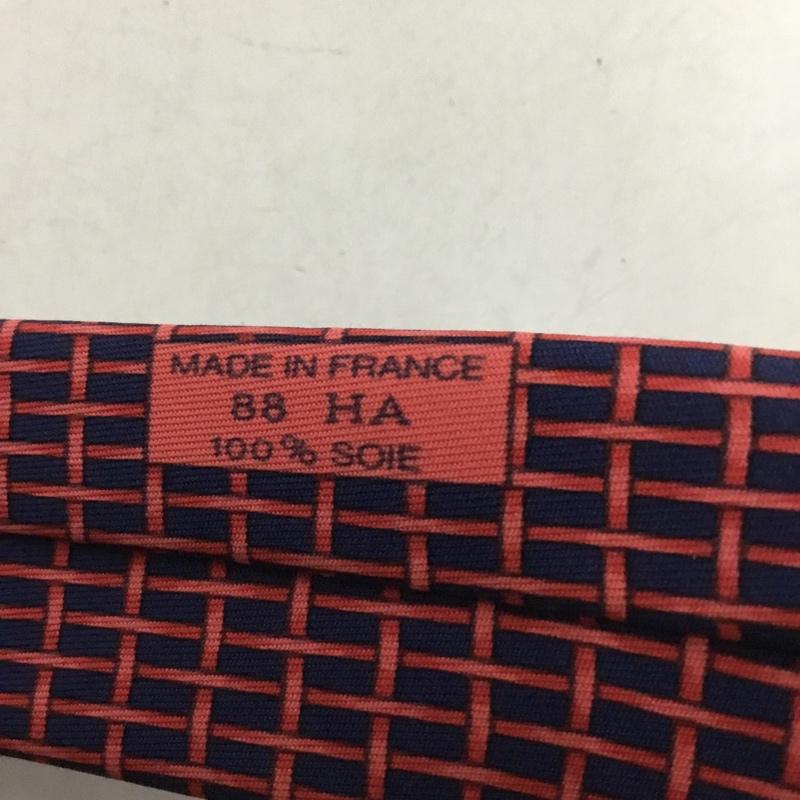 MADE IN FRANCE
88 HA
100% SOIE